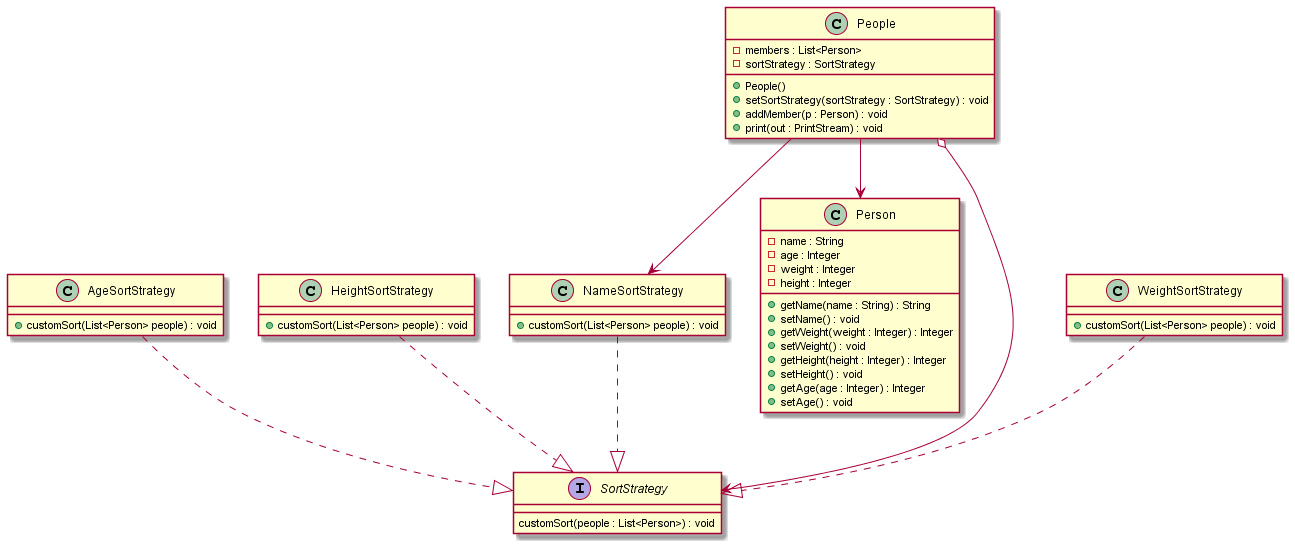 C People
members : List<Person>
sortStrategy : SortStrategy
People()
setSortStrategy(sortStrategy : SortStrategy) : void
addMember(p : Person) : void
print(out : PrintStream) : void
C Person
name : String
age : Integer
weight : Integer
height : Integer
getName(name : String) : String
setName() : void
getWeight(weight : Integer) : Integer
setWeight() : void
getHeight(height : Integer) : Integer
setHeight() : void
getAge(age : Integer) : Integer
setAge() : void
C AgeSortStrategy
customSort(List<Person> people) : void
C HeightSortStrategy
customSort(List<Person> people) : void
C NameSortStrategy
customSort(List<Person> people) : void
C WeightSortStrategy
customSort(List<Person> people) : void
I SortStrategy
customSort(people : List<Person>) : void